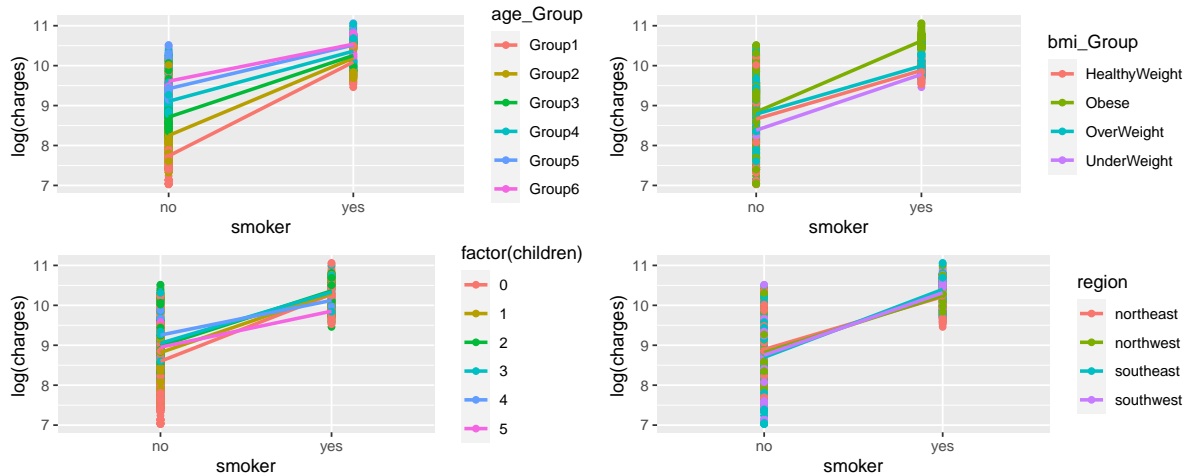 age_Group
Group1
Group2
Group3
Group4
Group5
Group6
log(charges)
11
10
9
8
7
no
yes
smoker
bmi_Group
HealthyWeight
Obese
OverWeight
UnderWeight
log(charges)
11
10
9
8
7
no
yes
smoker
factor(children)
0
1
2
3
4
5
log(charges)
11
10
9
8
7
no
yes
smoker
region
northeast
northwest
southeast
southwest
log(charges)
11
10
9
8
7
no
yes
smoker